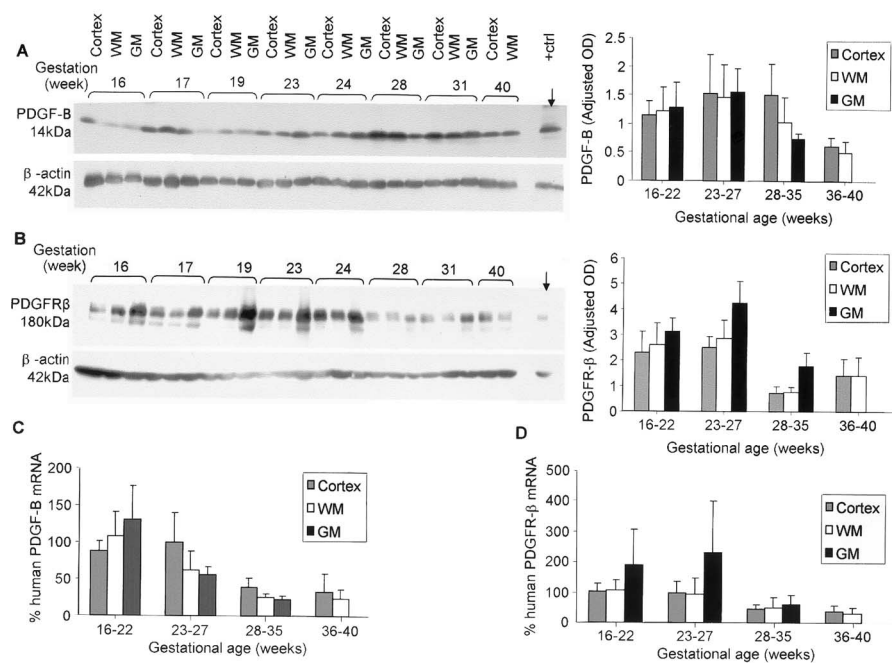 A
Cortex WM GM Cortex WM GM Cortex WM GM Cortex WM GM Cortex WM GM Cortex WM GM Cortex WM GM Cortex WM +ctrl
Gestation
(week) 16 17 19 23 24 28 31 40
PDGF-B
14kDa
β -actin
42kDa
PDGF-B (Adjusted OD)
2
1.5
1
0.5
0
Cortex
WM
GM
16-22 23-27 28-35 36-40
Gestational age (weeks)
B
Gestation
(week) 16 17 19 23 24 28 31 40
PDGFRβ
180kDa
β -actin
42kDa
PDGFR-β (Adjusted OD)
6
5
4
3
2
1
0
Cortex
WM
GM
16-22 23-27 28-35 36-40
Gestational age (weeks)
C
% human PDGF-B mRNA
200
150
100
50
0
Cortex
WM
GM
16-22 23-27 28-35 36-40
Gestational age (weeks)
D
% human PDGFR-β mRNA
500
400
300
200
100
0
Cortex
WM
GM
16-22 23-27 28-35 36-40
Gestational age (weeks)